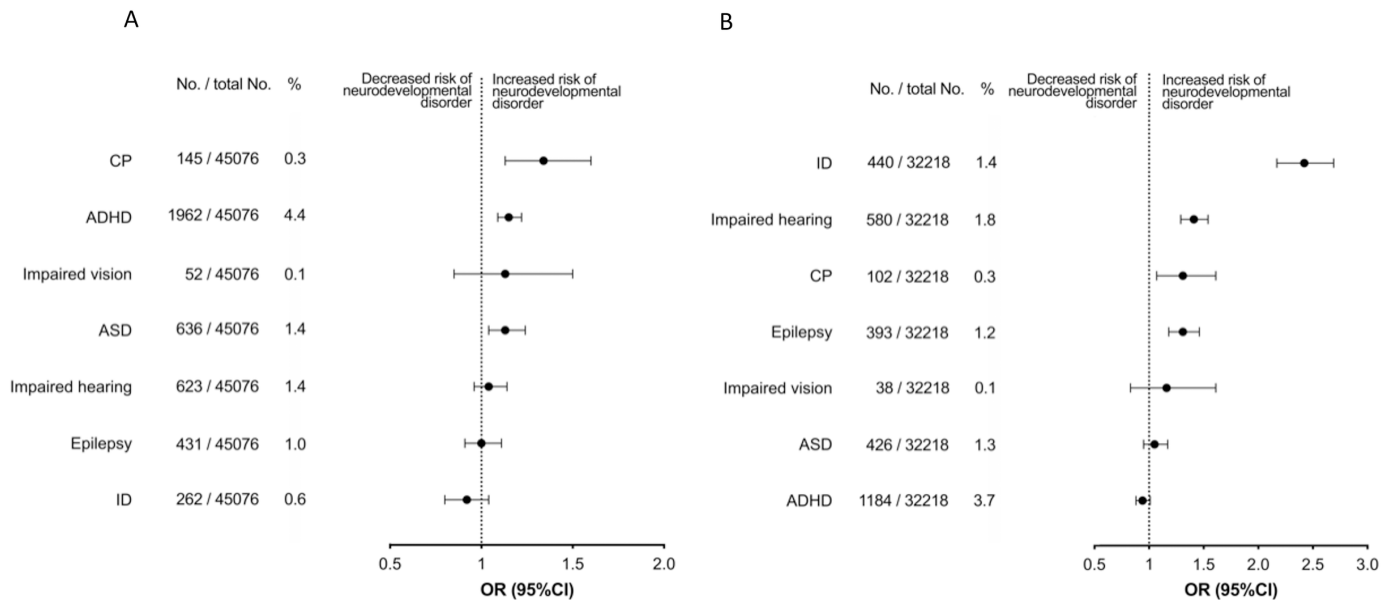 A
No. / total No. %
Decreased risk of
neurodevelopmental
disorder
Increased risk of
neurodevelopmental
disorder
CP 145 / 45076 0.3
ADHD 1962 / 45076 4.4
Impaired vision 52 / 45076 0.1
ASD 636 / 45076 1.4
Impaired hearing 623 / 45076 1.4
Epilepsy 431 / 45076 1.0
ID 262 / 45076 0.6
0.5 1 1.5 2.0
OR (95%CI)
B
No. / total No. %
Decreased risk of
neurodevelopmental
disorder
Increased risk of
neurodevelopmental
disorder
ID 440 / 32218 1.4
Impaired hearing 580 / 32218 1.8
CP 102 / 32218 0.3
Epilepsy 393 / 32218 1.2
Impaired vision 38 / 32218 0.1
ASD 426 / 32218 1.3
ADHD 1184 / 32218 3.7
0.5 1 1.5 2.0 2.5 3.0
OR (95%CI)